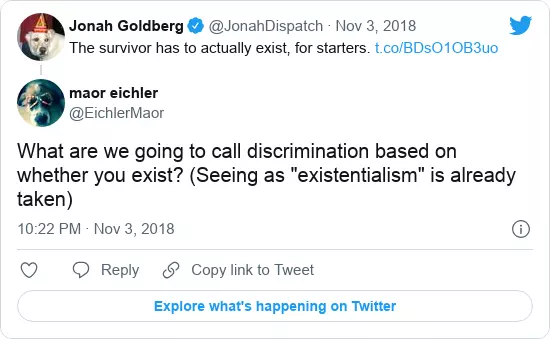 Jonah Goldberg @JonahDispatch · Nov 3, 2018
The survivor has to actually exist, for starters. t.co/BDsO1OB3uo
maor eichler
@EichlerMaor
What are we going to call discrimination based on
whether you exist? (Seeing as "existentialism" is already
taken)
10:22 PM · Nov 3, 2018
Reply Copy link to Tweet
Explore what's happening on Twitter